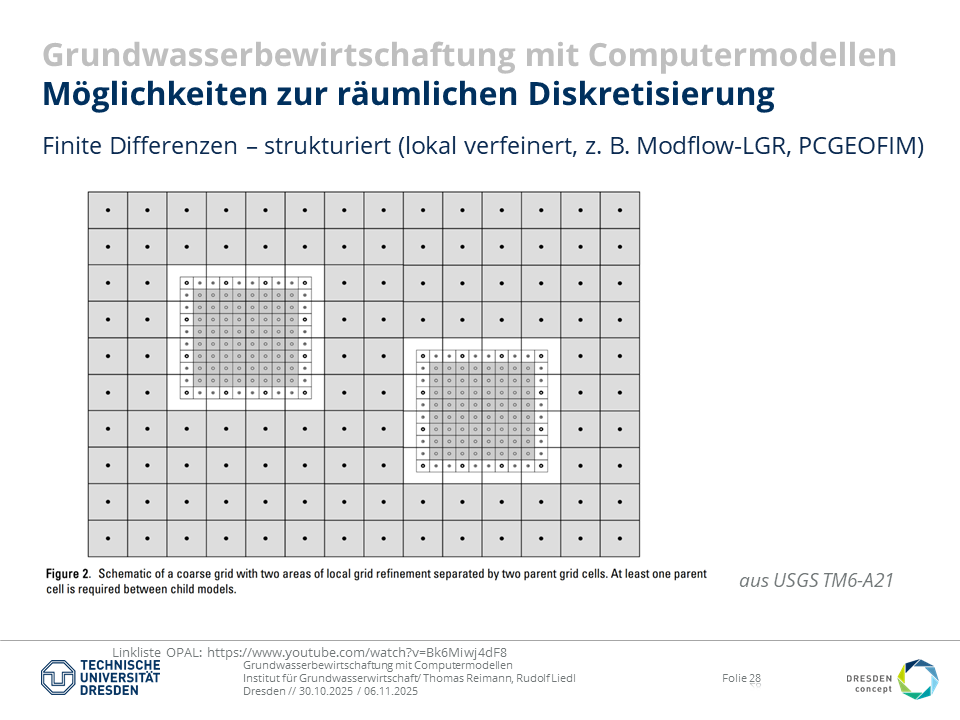 Grundwasserbewirtschaftung mit Computermodellen
Möglichkeiten zur räumlichen Diskretisierung
Finite Differenzen – strukturiert (lokal verfeinert, z. B. Modflow-LGR, PCGEOFIM)
Figure 2. Schematic of a coarse grid with two areas of local grid refinement separated by two parent grid cells. At least one parent
cell is required between child models.
aus USGS TM6-A21
Linkliste OPAL: https://www.youtube.com/watch?v=Bk6Miwj4dF8
TECHNISCHE
UNIVERSITÄT
DRESDEN
Grundwasserbewirtschaftung mit Computermodellen
Institut für Grundwasserwirtschaft/ Thomas Reimann, Rudolf Liedl
Dresden // 30.10.2025 / 06.11.2025
Folie 28
DRESDEN
concept